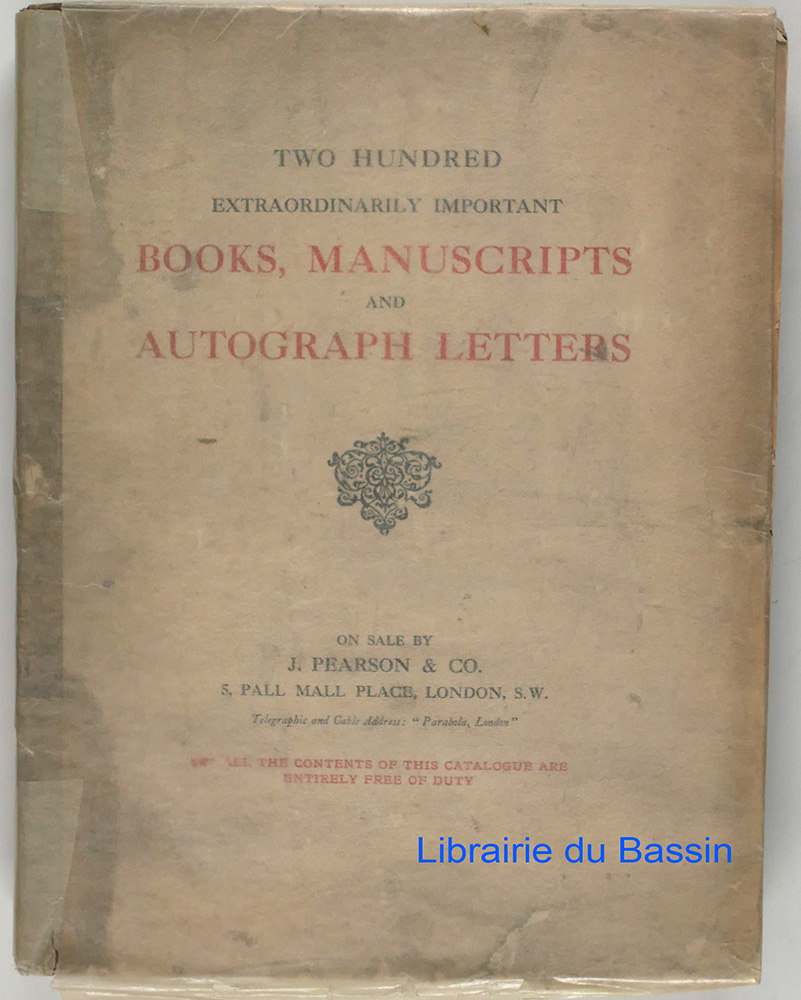 TWO HUNDRED
EXTRAORDINARILY IMPORTANT
BOOKS, MANUSCRIPTS
AND
AUTOGRAPH LETTERS
ON SALE BY
J. PEARSON & CO.
5, PALL MALL PLACE, LONDON, S.W.
Telegraphic and Cable Address: "Parabola, London"
ALL THE CONTENTS OF THIS CATALOGUE ARE
ENTIRELY FREE OF DUTY
Librairie du Bassin